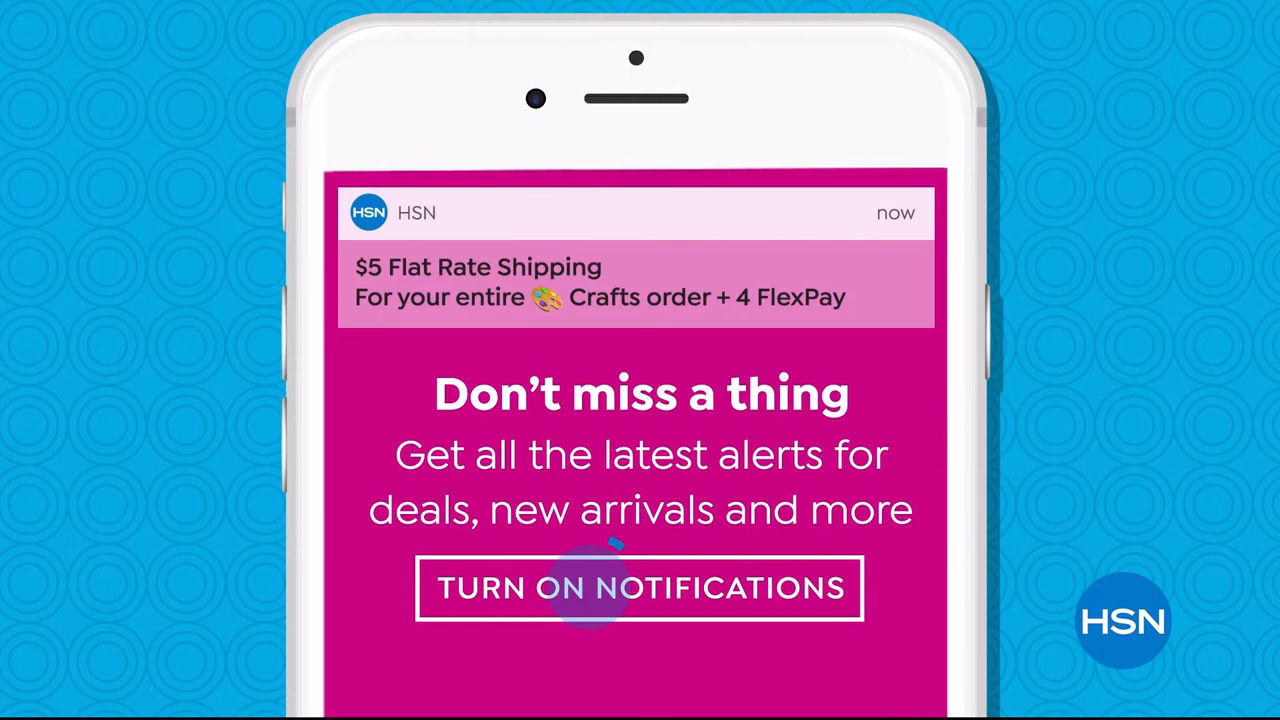 HSN HSN now
$5 Flat Rate Shipping
For your entire 🎨 Crafts order + 4 FlexPay
Don't miss a thing
Get all the latest alerts for
deals, new arrivals and more
TURN ON NOTIFICATIONS
HSN